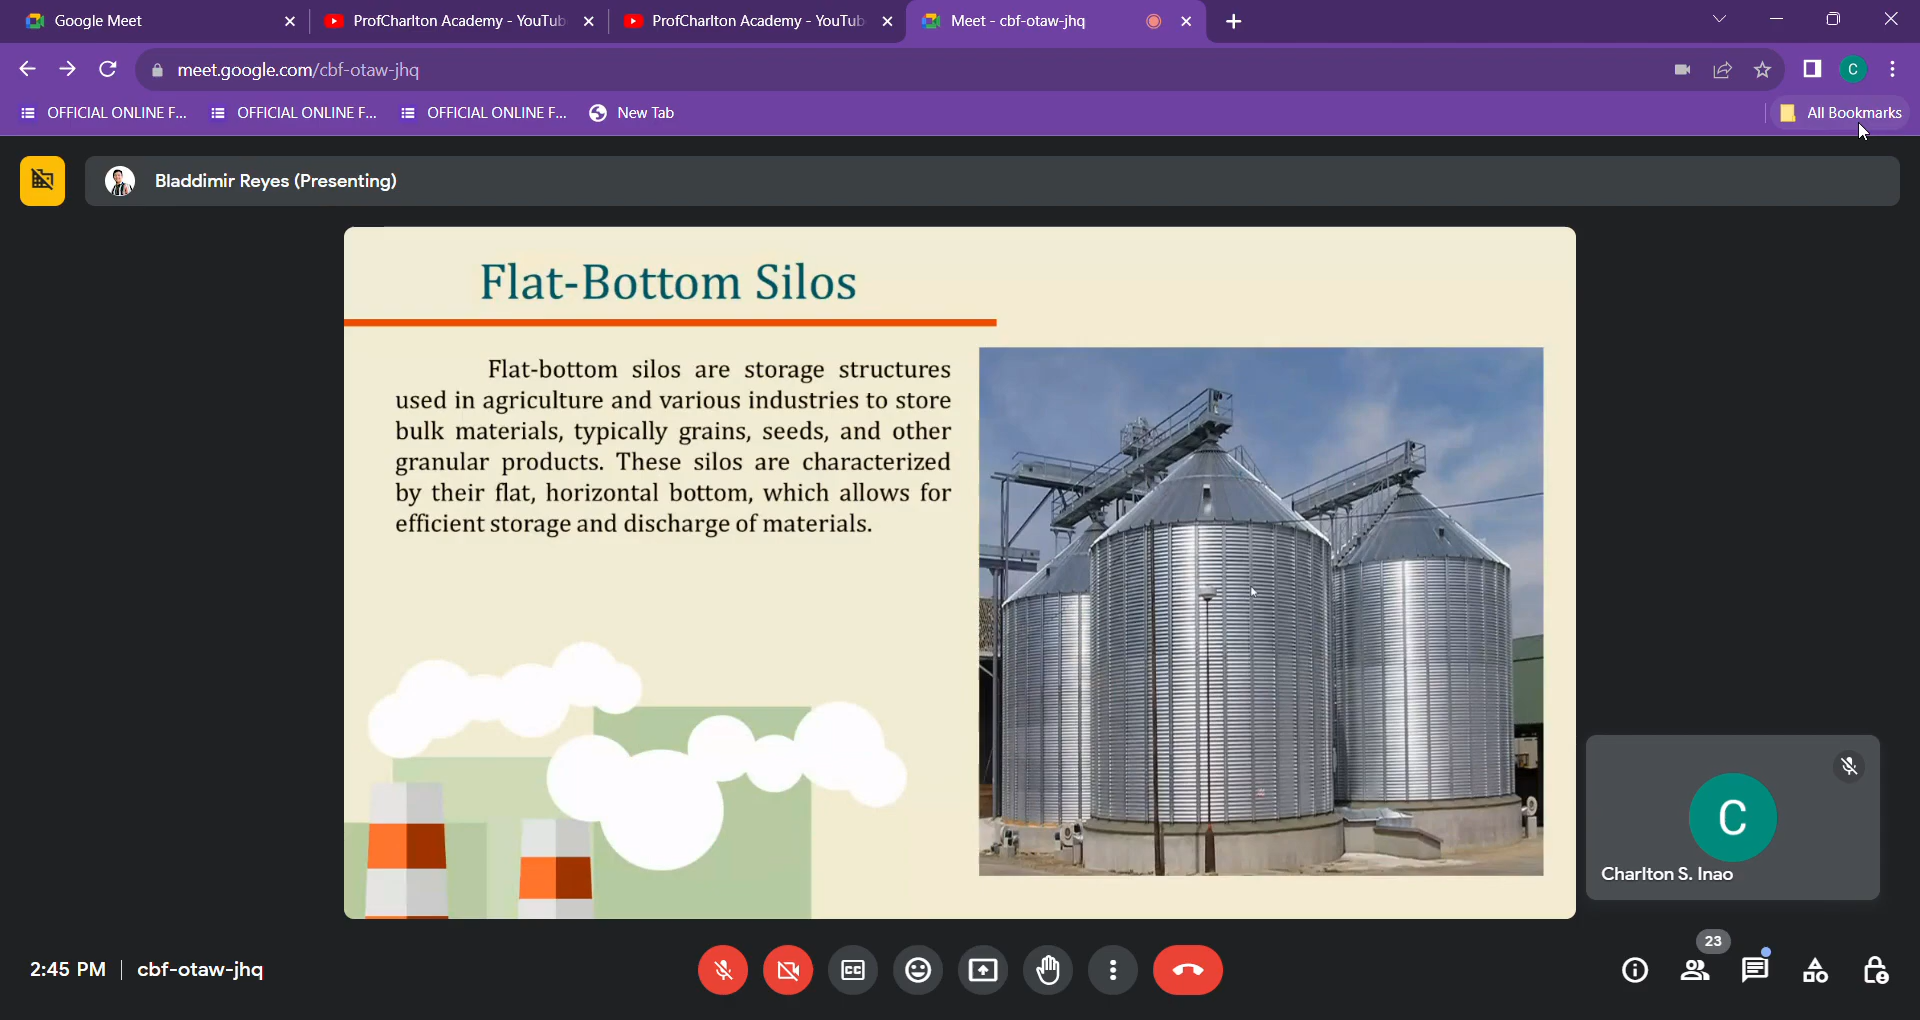 Google Meet
ProfCharlton Academy - YouTub
ProfCharlton Academy - YouTub
Meet - cbf-otaw-jhq
meet.google.com/cbf-otaw-jhq
OFFICIAL ONLINE F...
OFFICIAL ONLINE F...
OFFICIAL ONLINE F...
New Tab
All Bookmarks
C
Bladdimir Reyes (Presenting)
Flat-Bottom Silos
Flat-bottom silos are storage structures
used in agriculture and various industries to store
bulk materials, typically grains, seeds, and other
granular products. These silos are characterized
by their flat, horizontal bottom, which allows for
efficient storage and discharge of materials.
C
Charlton S. Inao
2:45 PM | cbf-otaw-jhq
CC
23